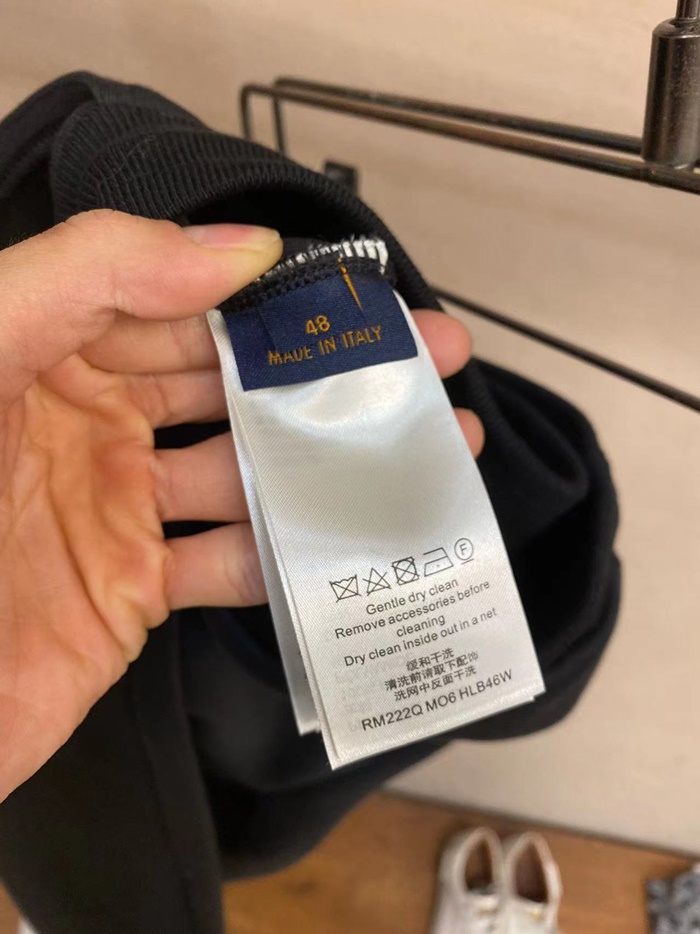 48
MADE IN ITALY
F
Gentle dry clean
Remove accessories before
cleaning
Dry clean inside out in a net
缓和干洗
清洗前请取下配饰
洗网中反面干洗
RM222Q MO6 HLB46W